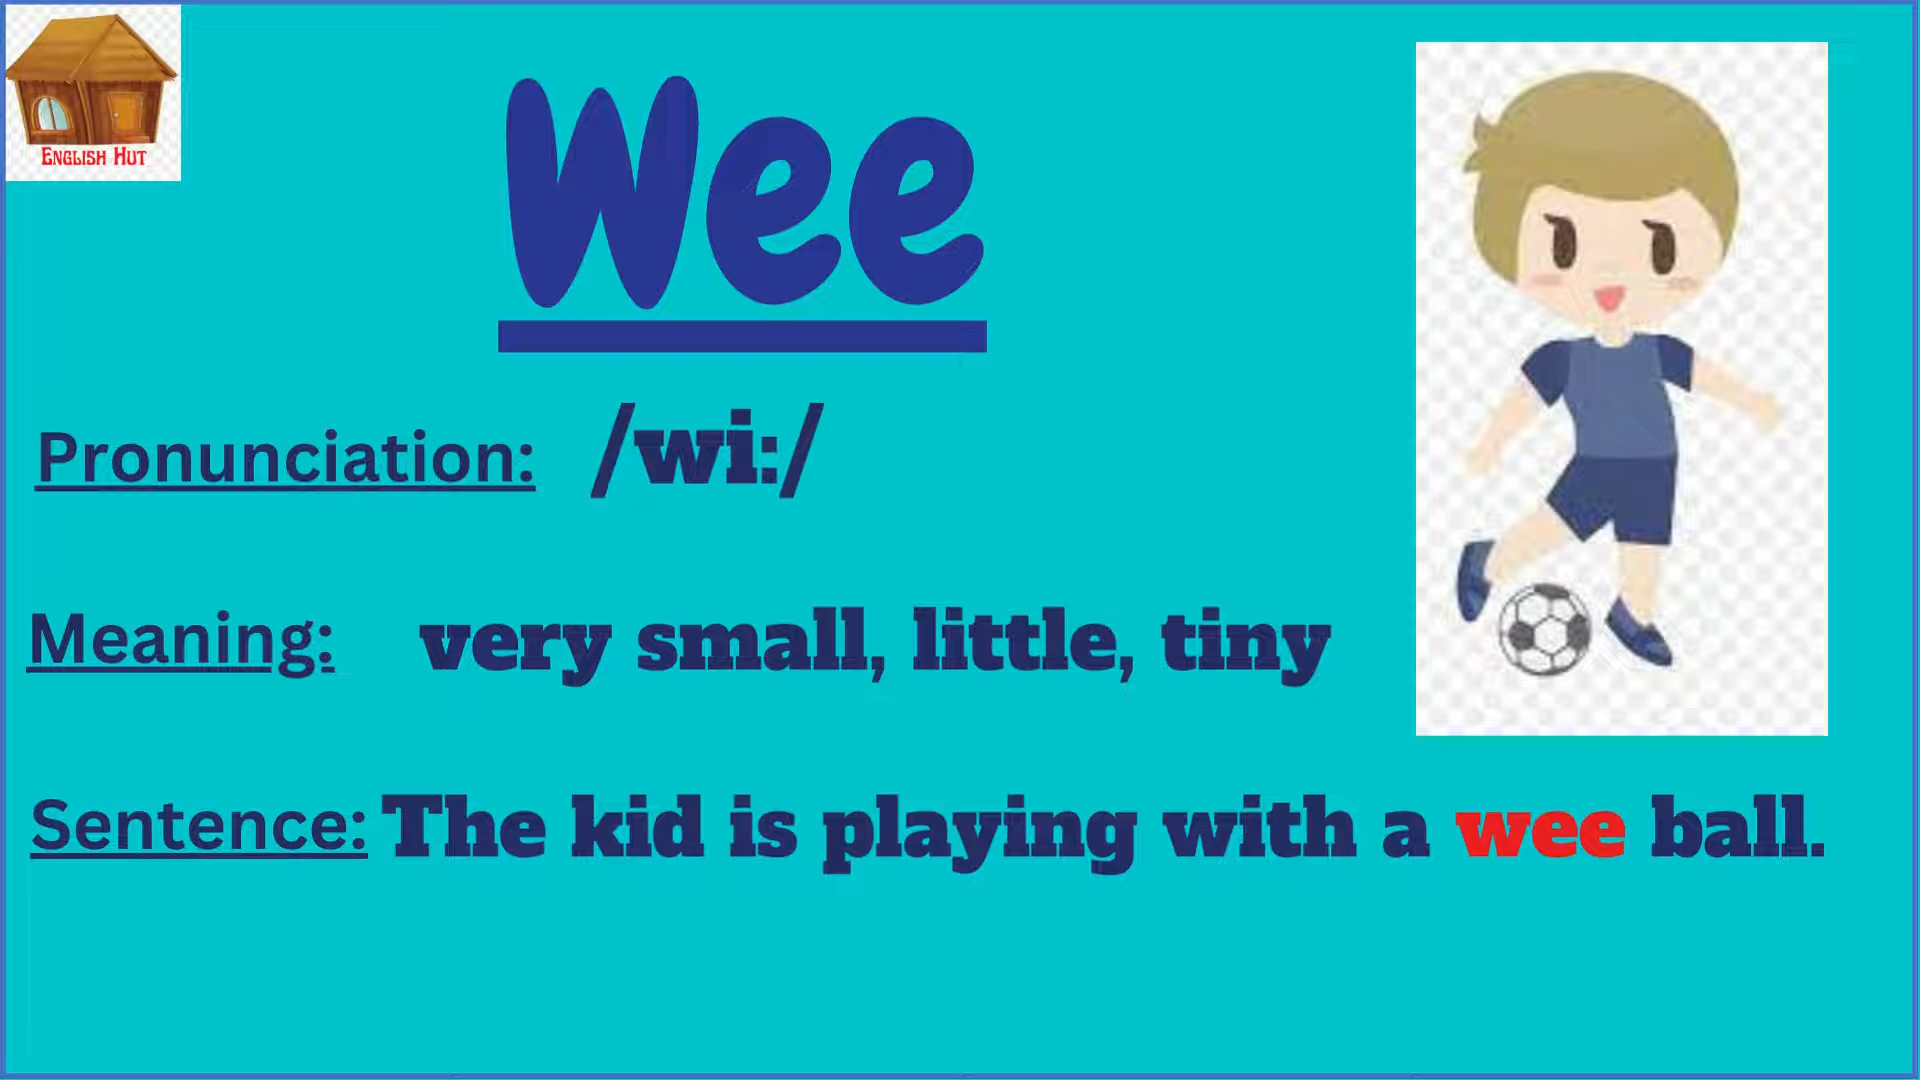 ENGLISH HUT
Wee
Pronunciation: /wi:/
Meaning: very small, little, tiny
Sentence: The kid is playing with a wee ball.